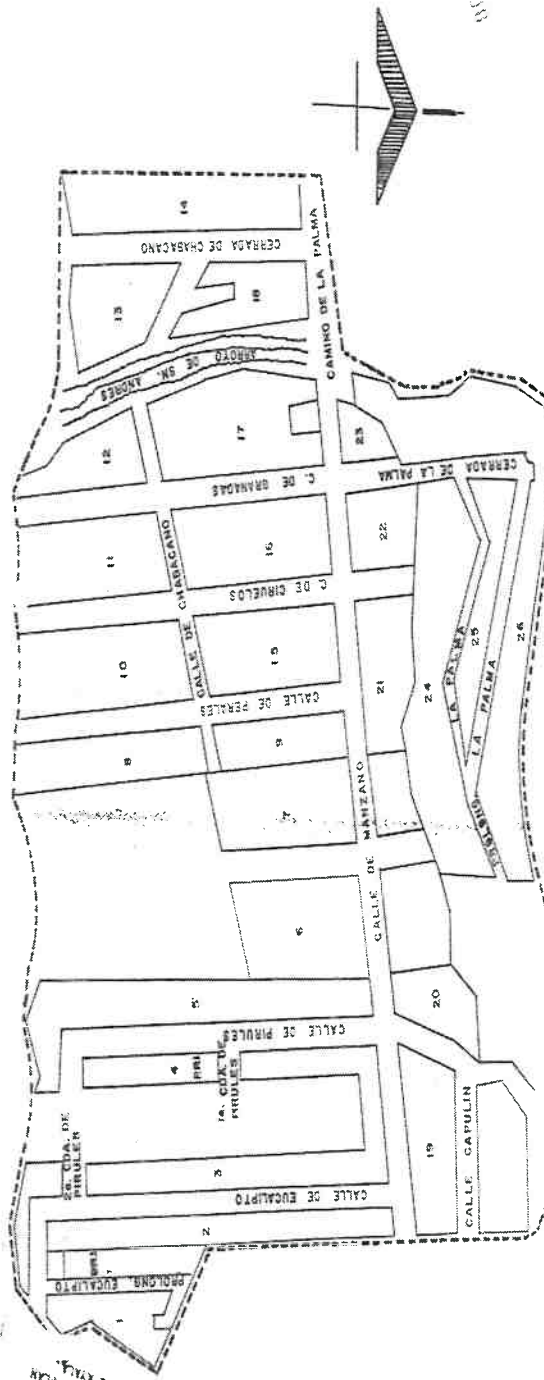 14
CERRADA DE CHABACANO
13
18
ARROYO DE SN. ANDRES
CAMINO DE LA PALMA
12
17
23
C. DE GRANADAS
CERRADA DE LA PALMA
11
CALLE DE CHABACANO
16
22
C. DE CIRUELOS
10
15
21
24
LA PALMA
25
LA PALMA
26
CALLE DE PERALES
8
9
CALLE DE MANZANO
7
6
5
20
CALLE DE PIRULES
4
PRI
1a. CDA. DE
PIRULES
2a. CDA. DE
PIRULES
3
CALLE DE EUCALIPTO
19
CALLE CAPULIN
2
PROLONG. EUCALIPTO
1